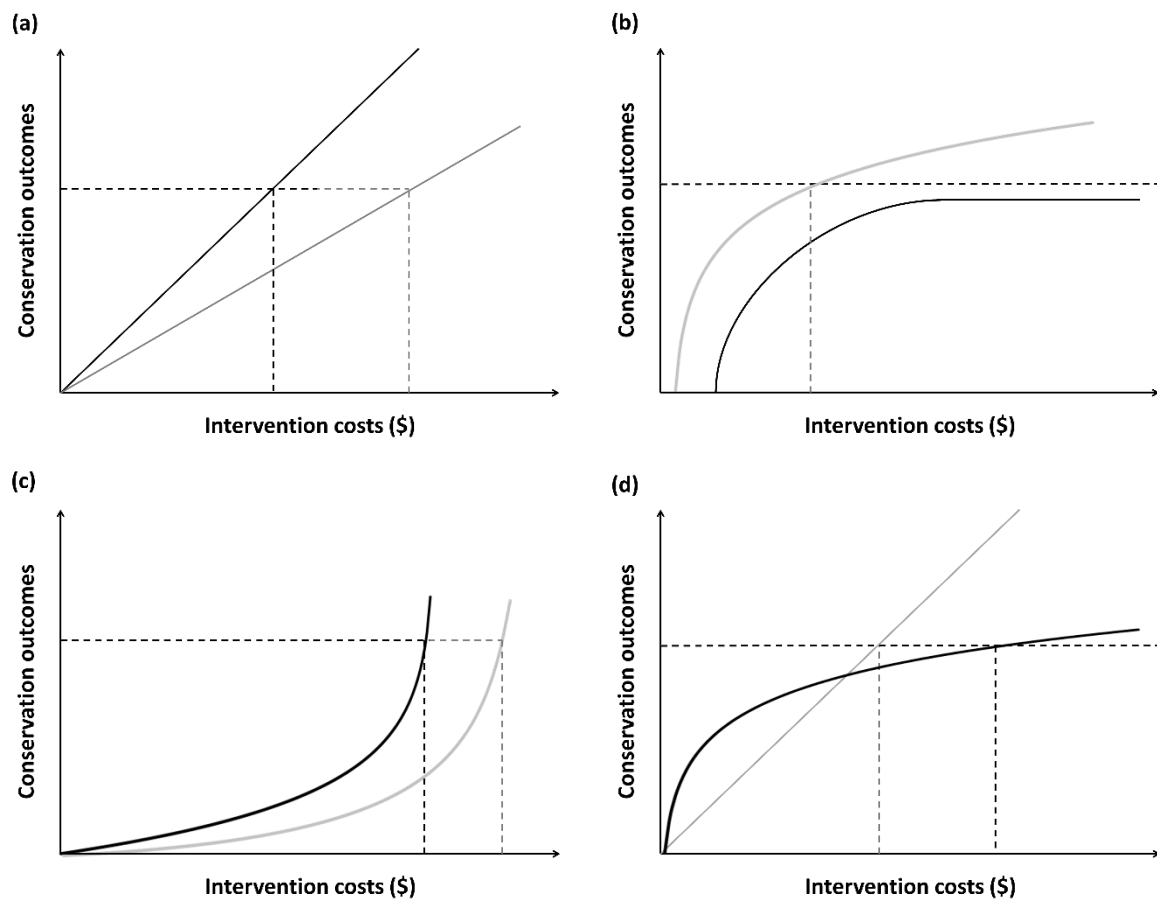 (a)
Conservation outcomes
Intervention costs ($)
(b)
Conservation outcomes
Intervention costs ($)
(c)
Conservation outcomes
Intervention costs ($)
(d)
Conservation outcomes
Intervention costs ($)